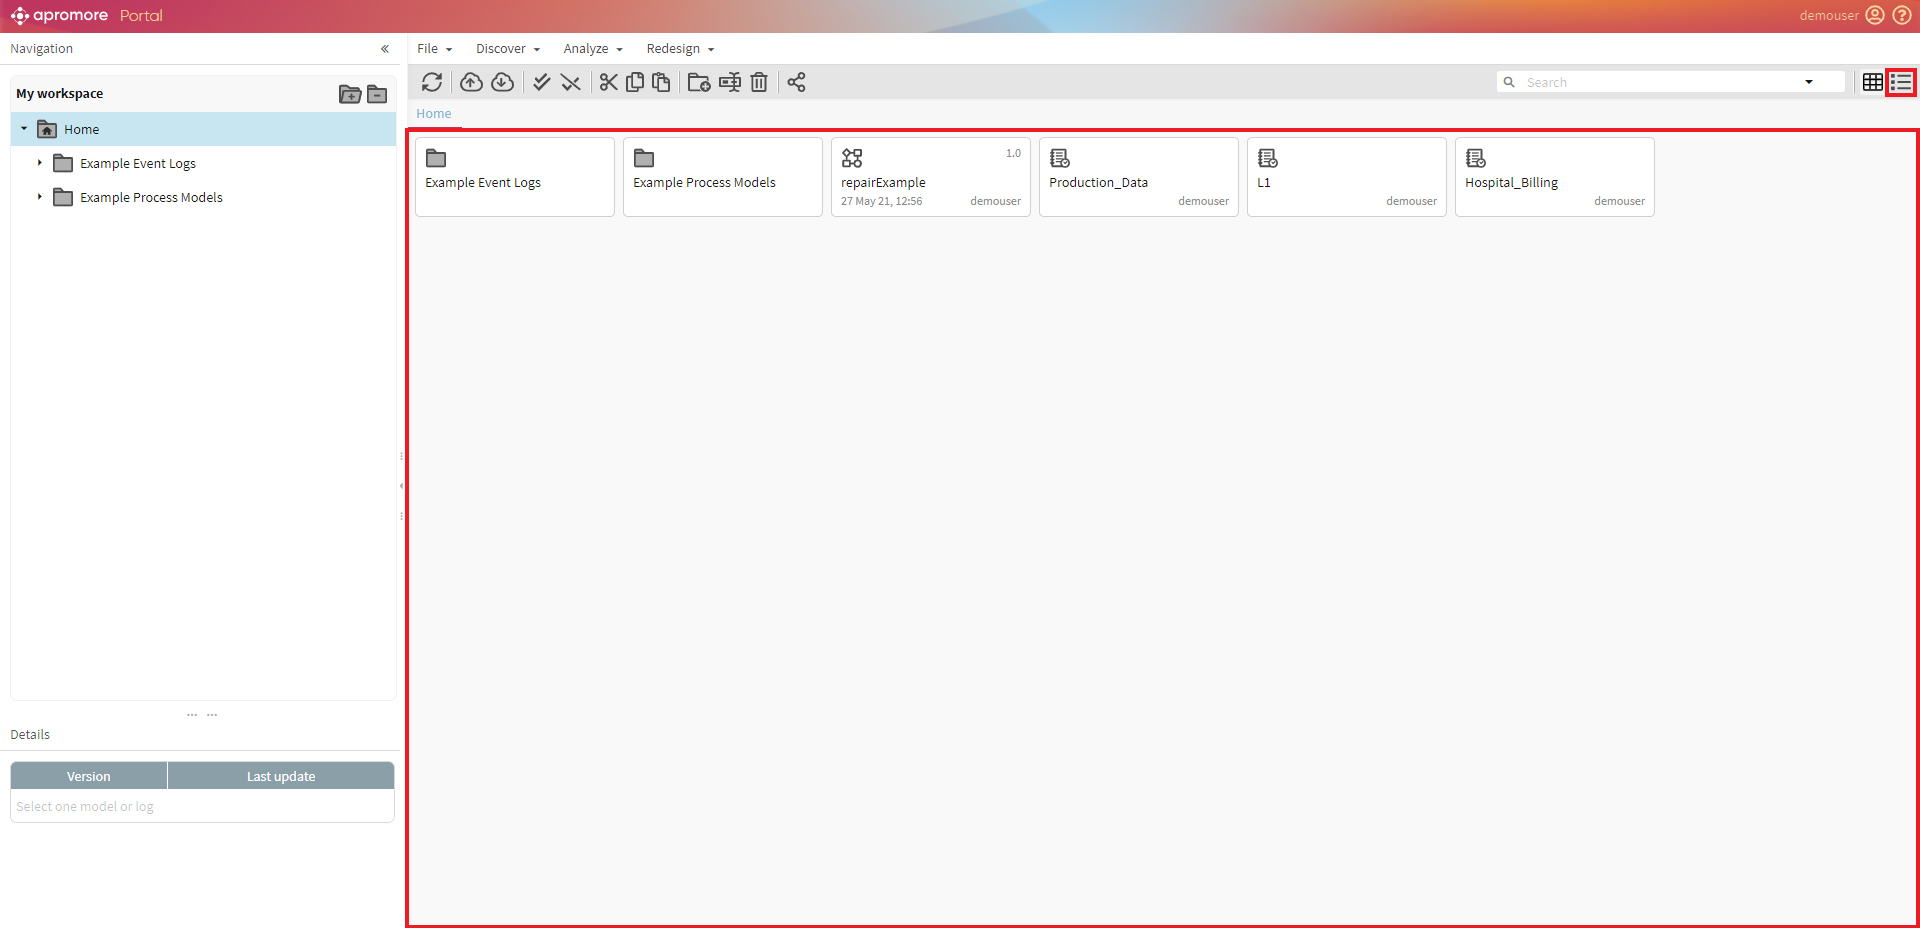 apromore Portal
demouser
Navigation
File Discover Analyze Redesign
My workspace
Search
Home
Home
Example Event Logs
Example Process Models
Example Event Logs
Example Process Models
1.0
repairExample
27 May 21, 12:56 demouser
Production_Data
demouser
L1
demouser
Hospital_Billing
demouser
Details
Version Last update
Select one model or log